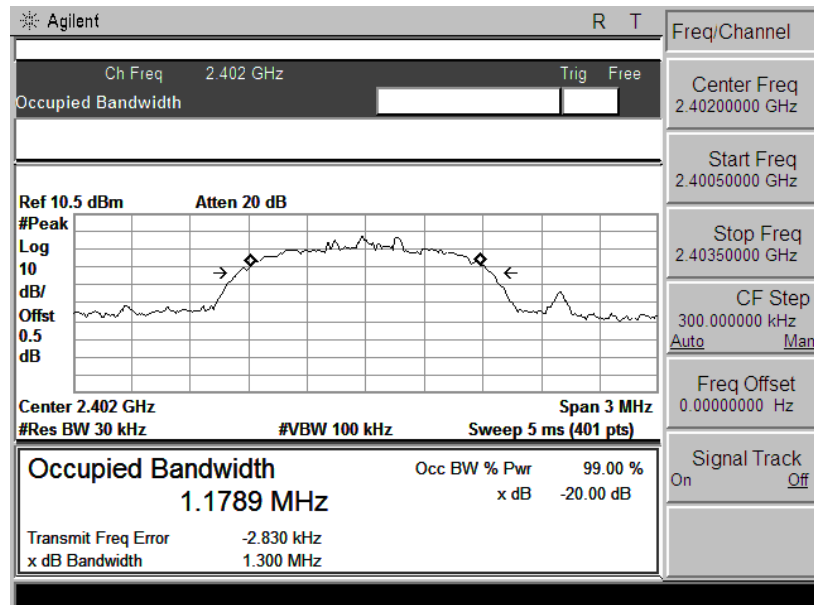 Agilent R T
Ch Freq 2.402 GHz Trig Free
Occupied Bandwidth
Ref 10.5 dBm Atten 20 dB
#Peak
Log
10
dB/
Offst
0.5
dB
Center 2.402 GHz Span 3 MHz
#Res BW 30 kHz #VBW 100 kHz Sweep 5 ms (401 pts)
Occupied Bandwidth Occ BW % Pwr 99.00 %
1.1789 MHz x dB -20.00 dB
Transmit Freq Error -2.830 kHz
x dB Bandwidth 1.300 MHz
Freq/Channel
Center Freq
2.40200000 GHz
Start Freq
2.40050000 GHz
Stop Freq
2.40350000 GHz
CF Step
300.000000 kHz
Auto Man
Freq Offset
0.00000000 Hz
Signal Track
On Off